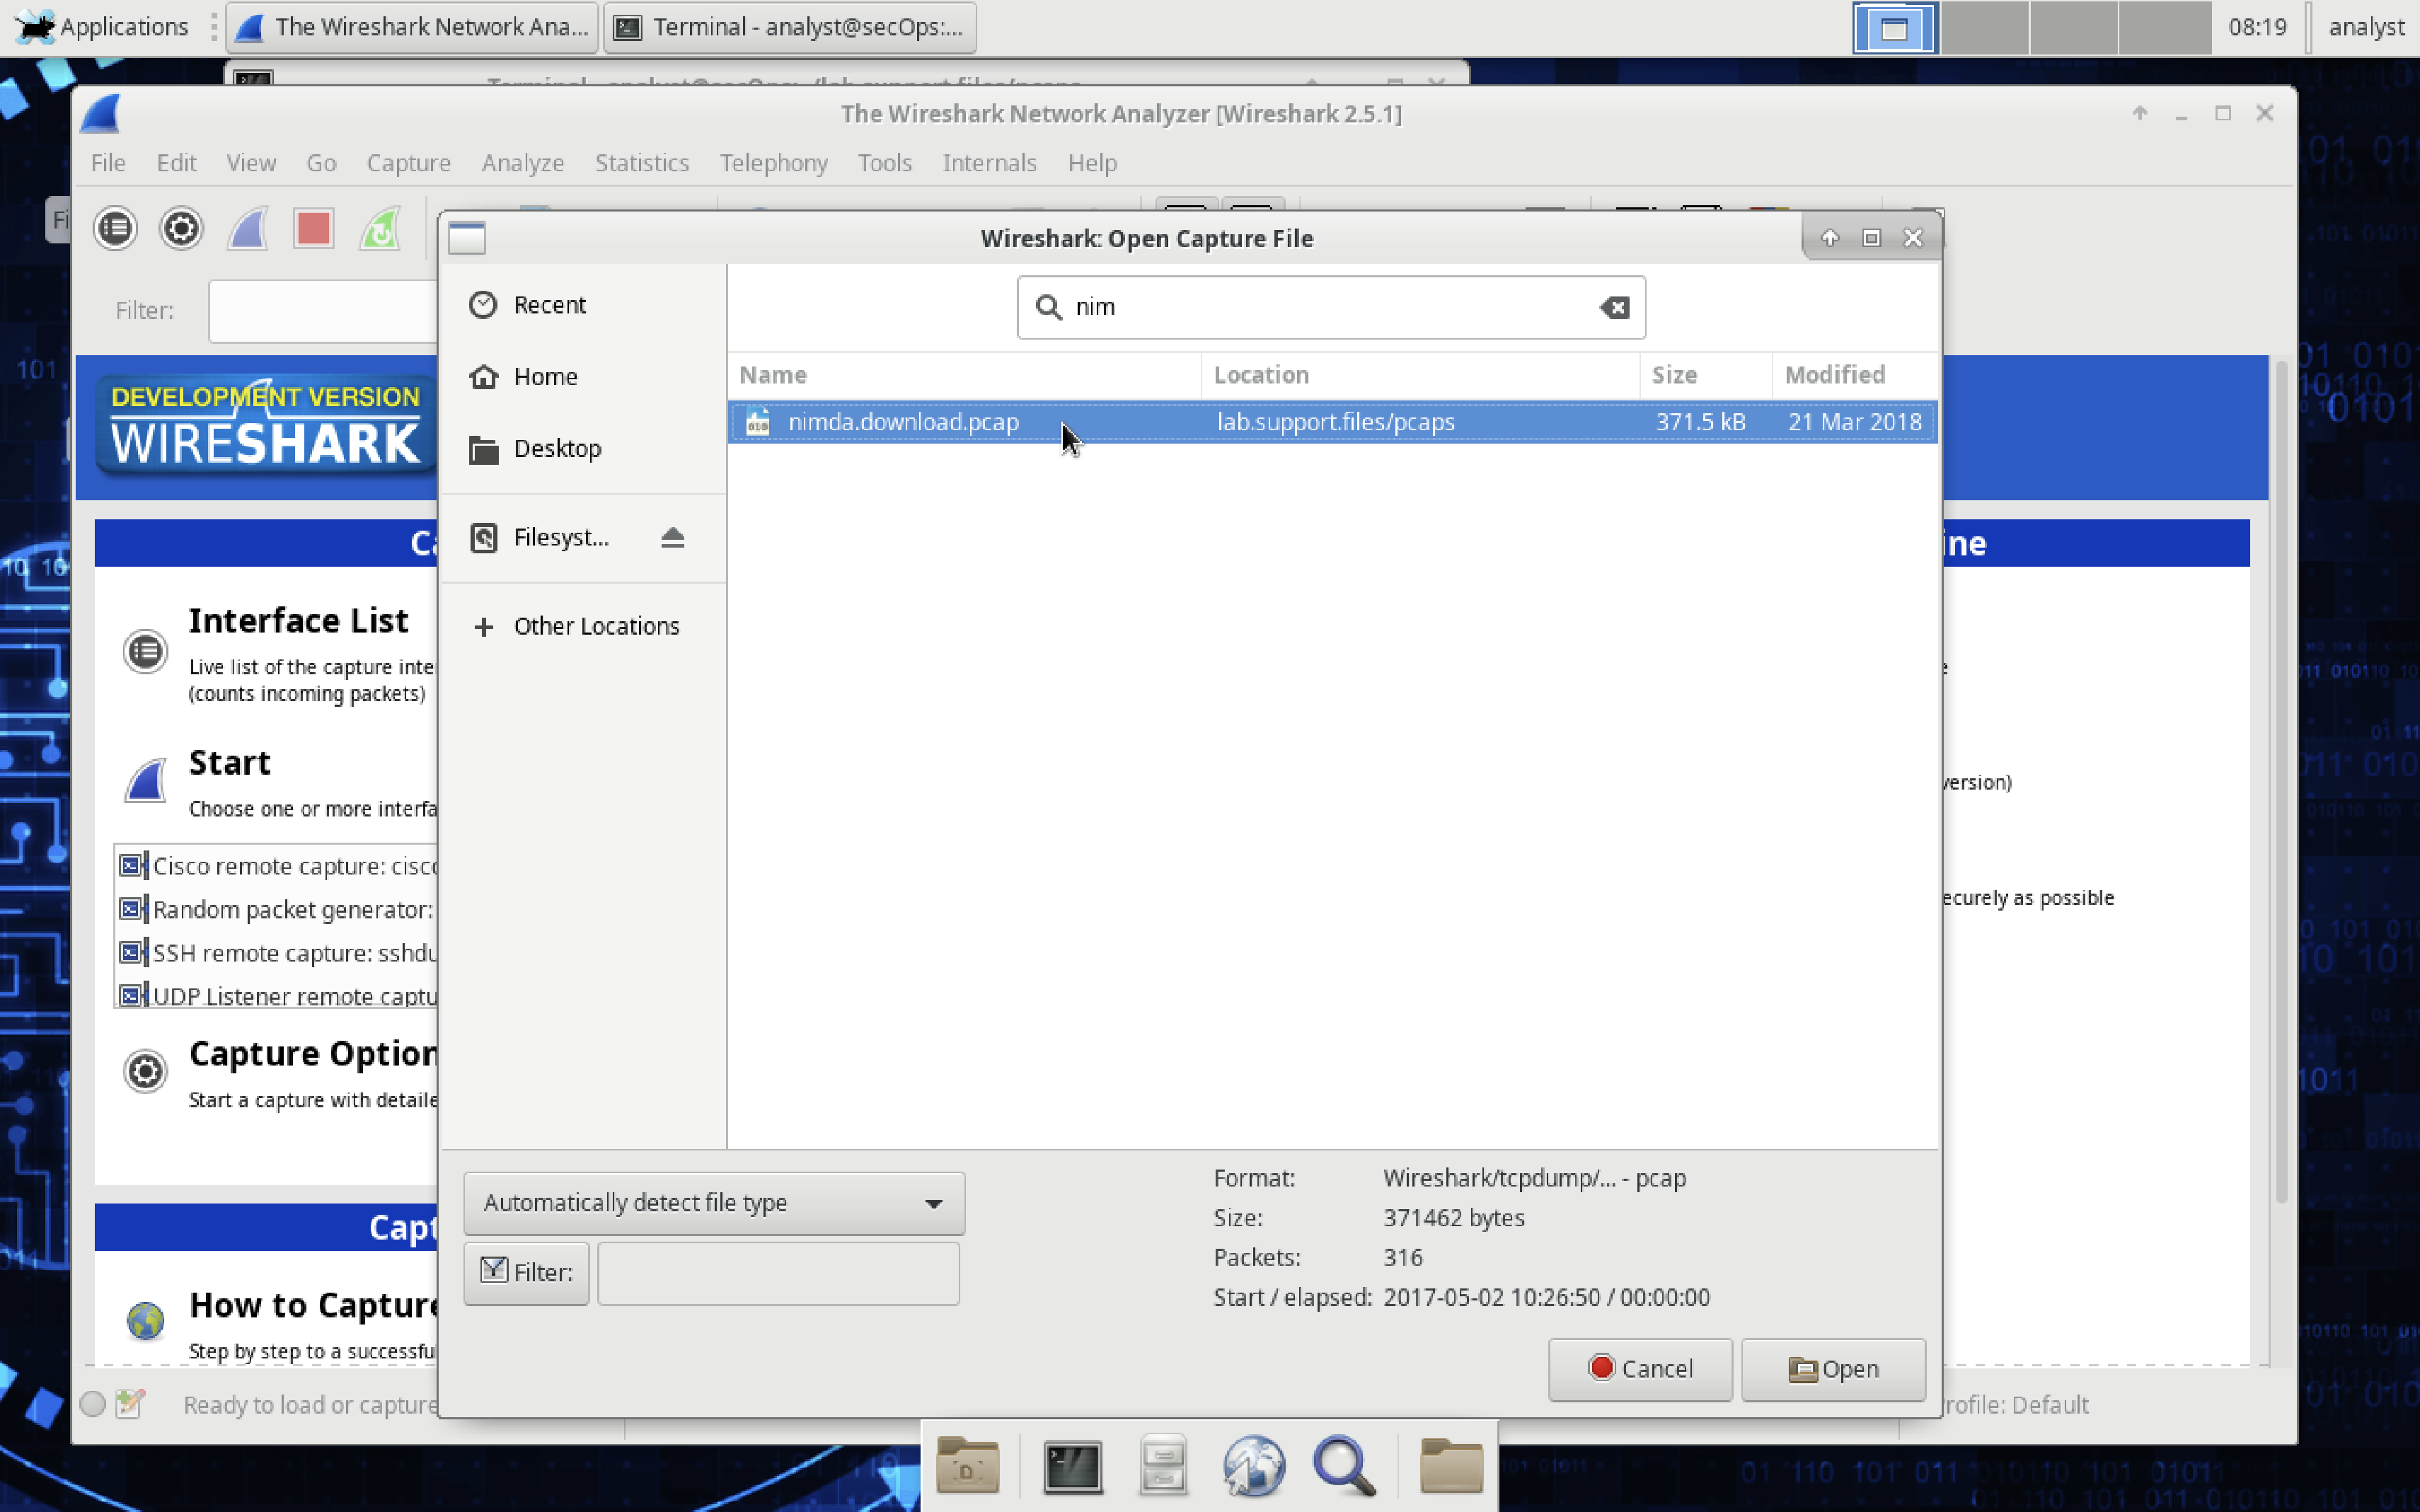 Applications
The Wireshark Network Ana...
Terminal - analyst@secOps:...
08:19
analyst
The Wireshark Network Analyzer [Wireshark 2.5.1]
File Edit View Go Capture Analyze Statistics Telephony Tools Internals Help
Fi
Wireshark: Open Capture File
Filter:
Recent
Home
Desktop
Filesyst...
Other Locations
nim
Name Location Size Modified
nimda.download.pcap lab.support.files/pcaps 371.5 kB 21 Mar 2018
DEVELOPMENT VERSION
WIRESHARK
Ca
ine
Interface List
Live list of the capture inte
(counts incoming packets)
Start
Choose one or more interfa
version)
Cisco remote capture: cisco
Random packet generator:
SSH remote capture: sshdu
UDP Listener remote captu
ecurely as possible
Capture Option
Start a capture with detaile
Capt
How to Capture
Step by step to a successfu
Automatically detect file type
Filter:
Format: Wireshark/tcpdump/... - pcap
Size: 371462 bytes
Packets: 316
Start / elapsed: 2017-05-02 10:26:50 / 00:00:00
Cancel
Open
Ready to load or capture
rofile: Default